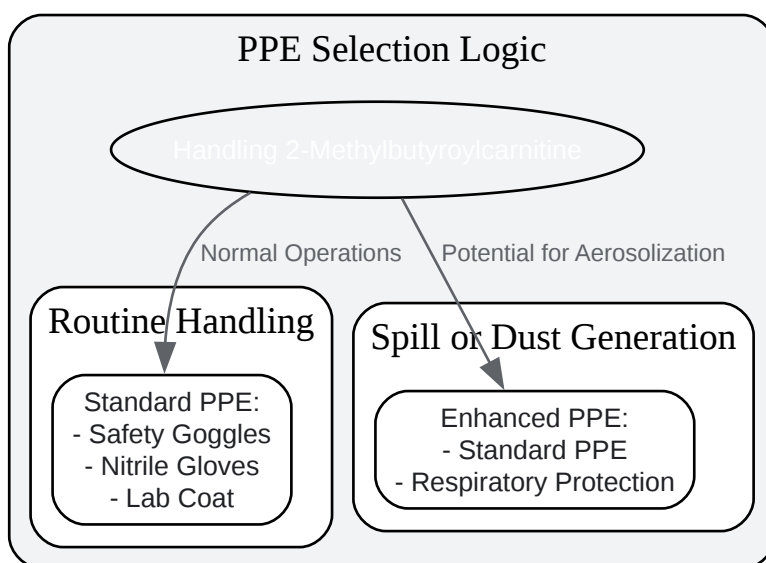 PPE Selection Logic
Handling 2-Methylbutyroylcarnitine
Normal Operations
Potential for Aerosolization
Routine Handling
Standard PPE:
- Safety Goggles
- Nitrile Gloves
- Lab Coat
Spill or Dust Generation
Enhanced PPE:
- Standard PPE
- Respiratory Protection